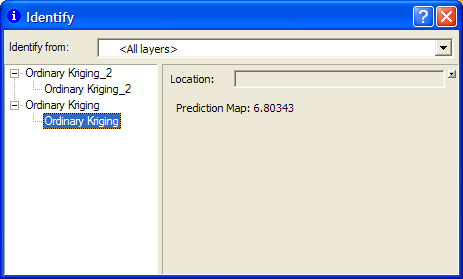 Identify
Identify from: <All layers>
Ordinary Kriging_2
Ordinary Kriging_2
Ordinary Kriging
Ordinary Kriging
Location:
Prediction Map: 6.80343